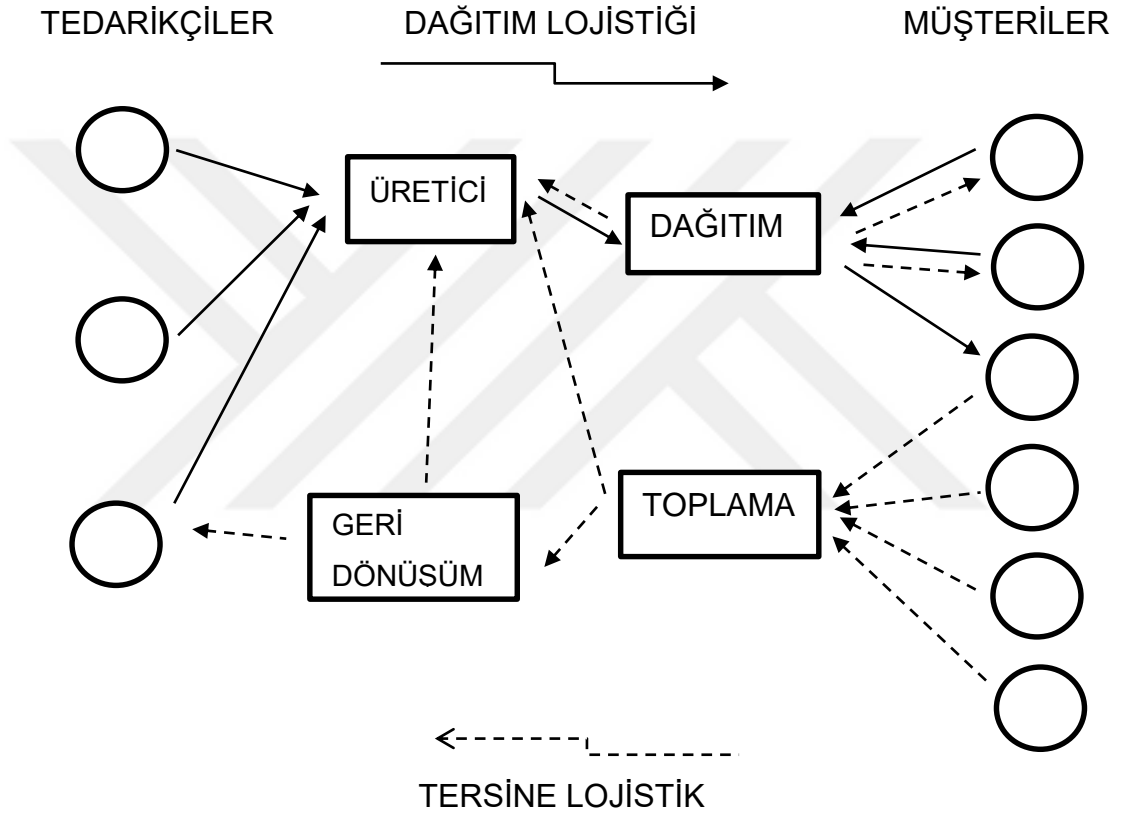 TEDARİKÇİLER
DAĞITIM LOJİSTİĞİ
MÜŞTERİLER
ÜRETİCİ
DAĞITIM
GERİ
DÖNÜSÜM
TOPLAMA
TERSİNE LOJİSTİK